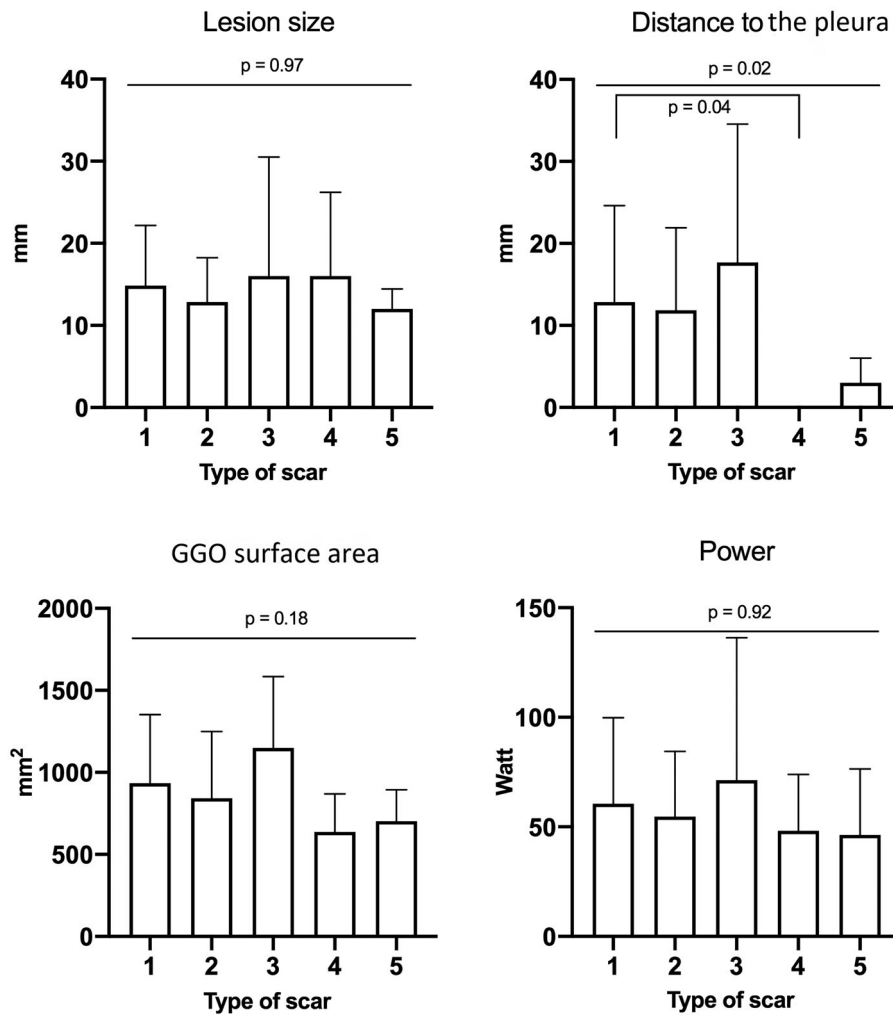 Lesion size
p = 0.97
40
30
20
10
0
mm
1 2 3 4 5
Type of scar
Distance to the pleura
p = 0.02
p = 0.04
40
30
20
10
0
mm
1 2 3 4 5
Type of scar
GGO surface area
p = 0.18
2000
1500
1000
500
0
mm²
1 2 3 4 5
Type of scar
Power
p = 0.92
150
100
50
0
Watt
1 2 3 4 5
Type of scar